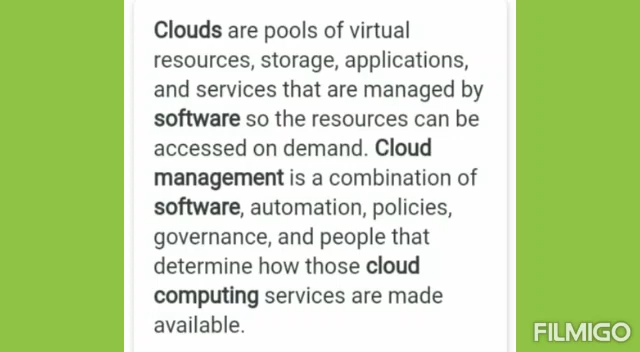 Clouds are pools of virtual
resources, storage, applications,
and services that are managed by
software so the resources can be
accessed on demand. Cloud
management is a combination of
software, automation, policies,
governance, and people that
determine how those cloud
computing services are made
available.
FILMIGO